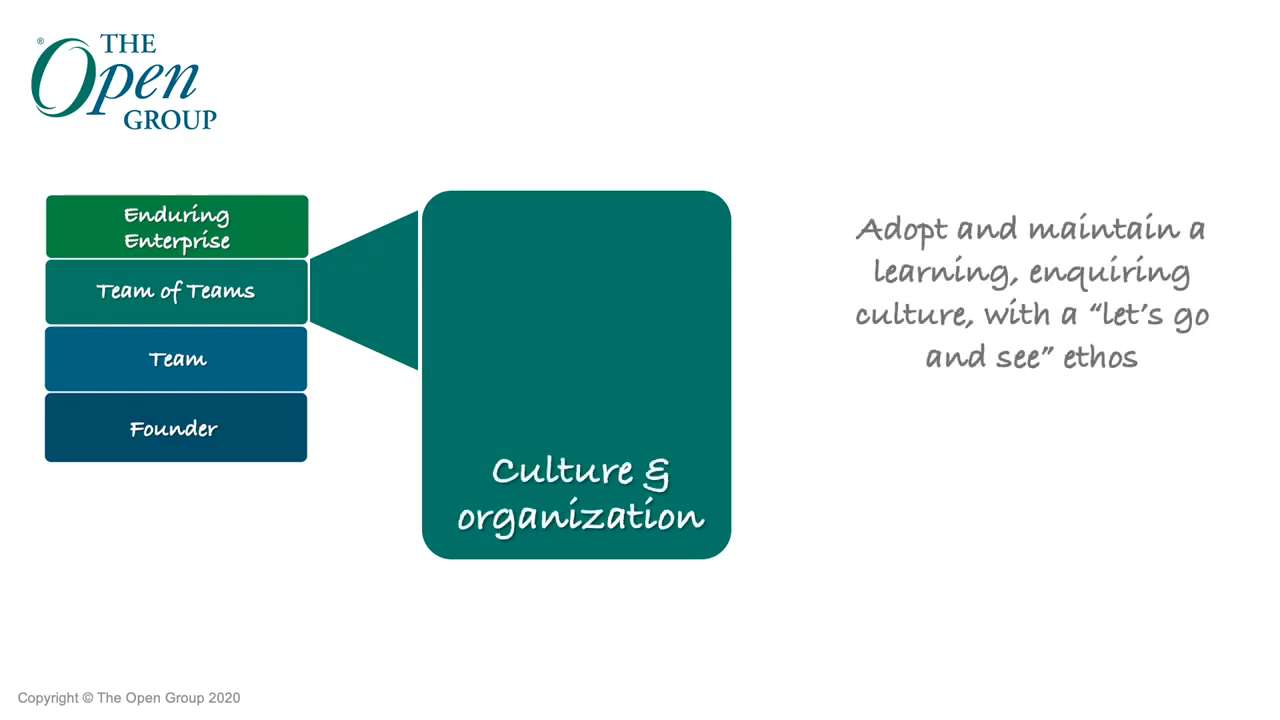 ®
THE
Open
GROUP
Enduring
Enterprise
Team of Teams
Team
Founder
Culture &
organization
Adopt and maintain a
learning, enquiring
culture, with a “let’s go
and see” ethos
Copyright © The Open Group 2020